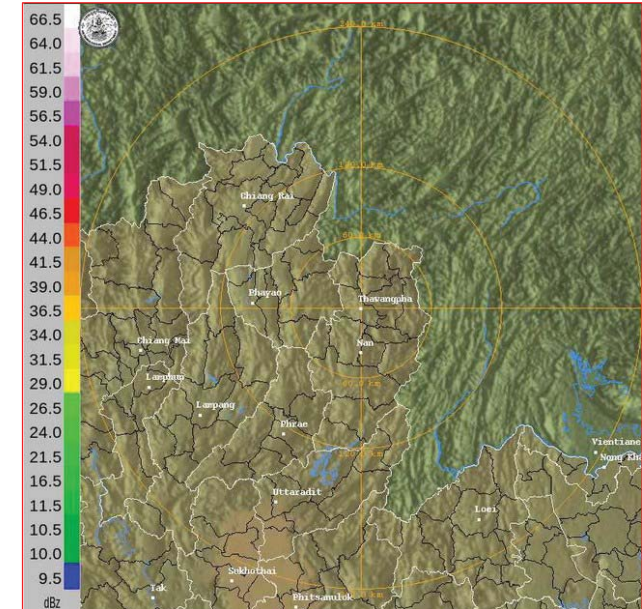 66.5
64.0
61.5
59.0
56.5
54.0
51.5
49.0
46.5
44.0
41.5
39.0
36.5
34.0
31.5
29.0
26.5
24.0
21.5
16.5
11.5
10.5
10.0
9.5
dBz
Chiang Rai
Phayao
Thawangpha
Chiang Mai
Nan
Lamphun
Lampang
Phrae
Vientiane
Nong Kha
Uttaradit
Loei
Sukhothai
Tak
Phitsanulok